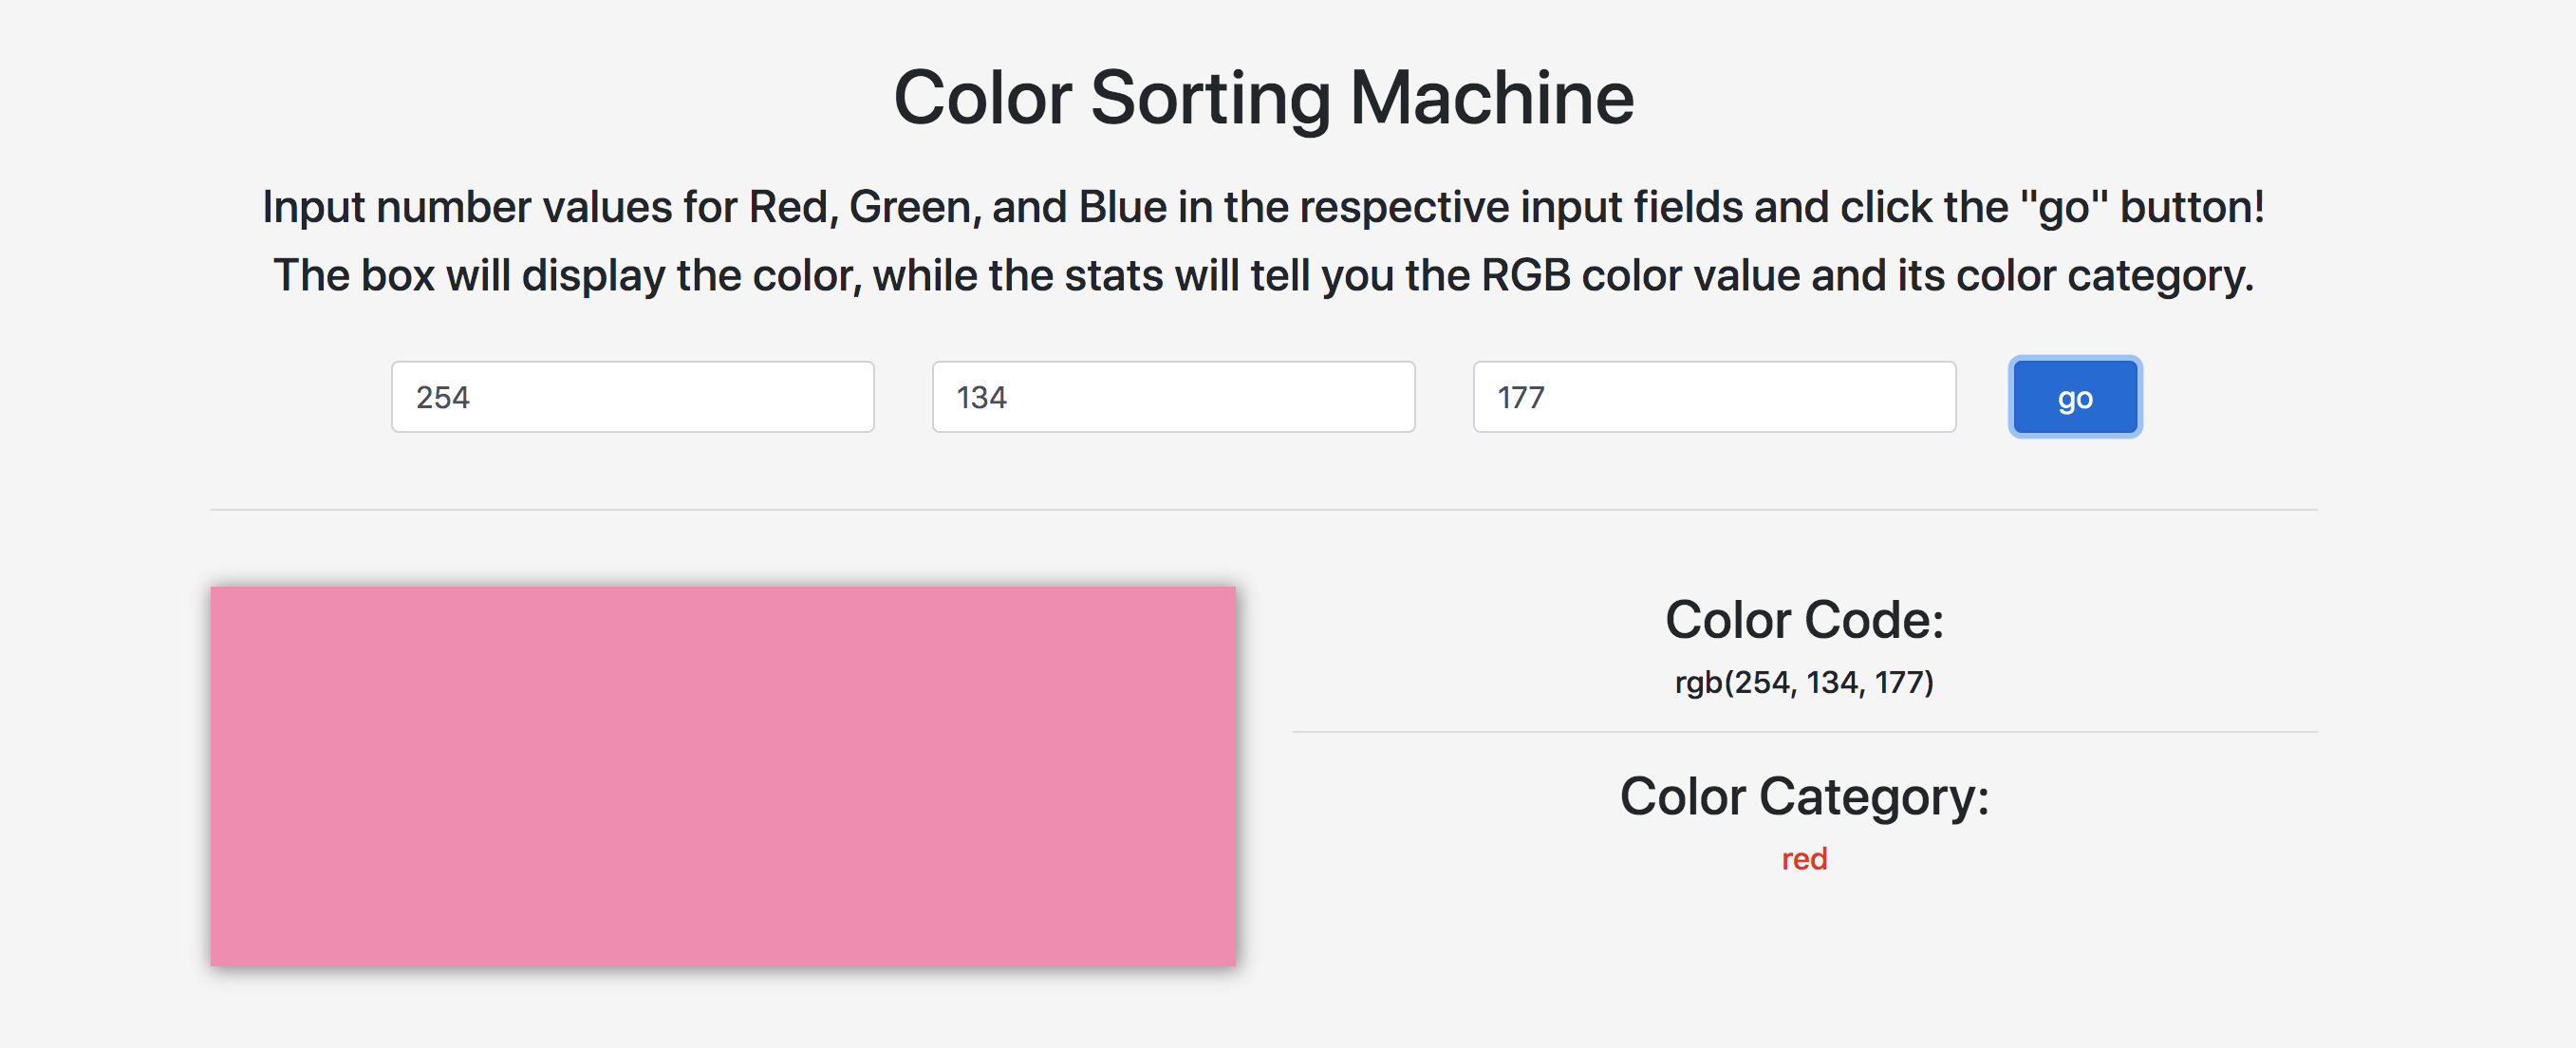 Color Sorting Machine
Input number values for Red, Green, and Blue in the respective input fields and click the "go" button!
The box will display the color, while the stats will tell you the RGB color value and its color category.
254 134 177 go
Color Code:
rgb(254, 134, 177)
Color Category:
red